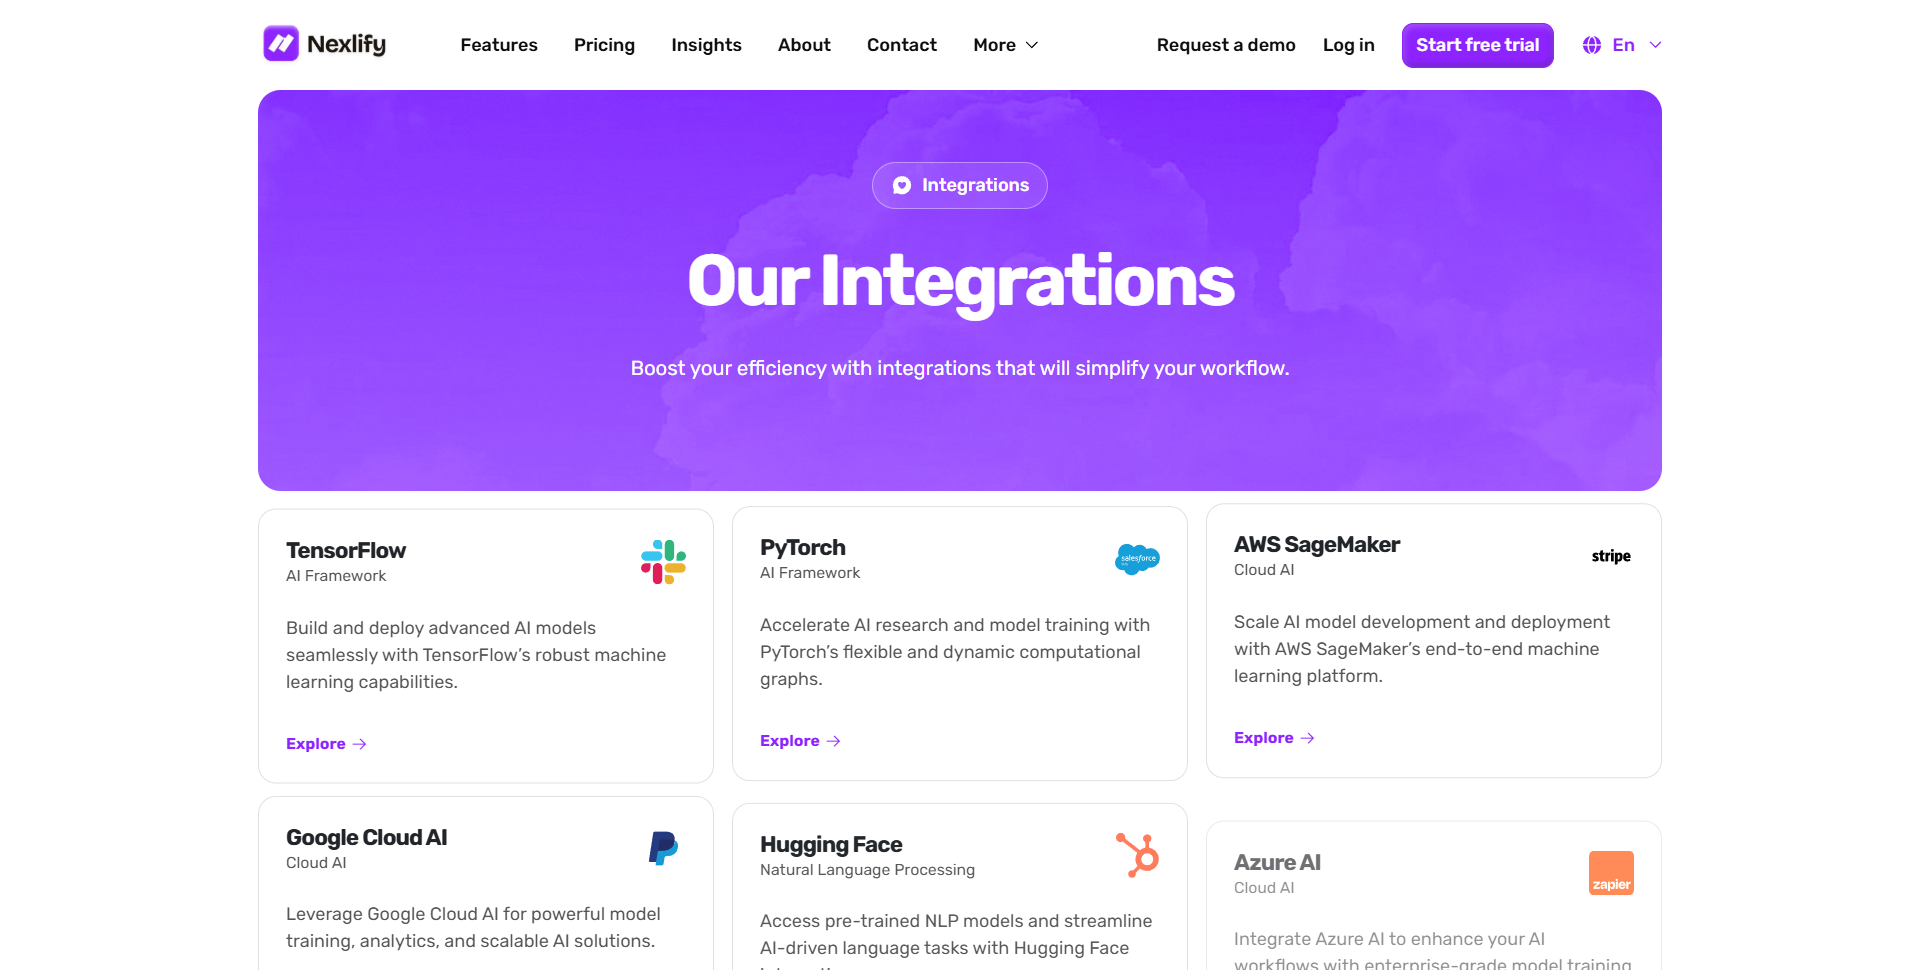 Nexlify
Features Pricing Insights About Contact More
Request a demo Log in Start free trial En
Integrations
Our Integrations
Boost your efficiency with integrations that will simplify your workflow.
TensorFlow
AI Framework
Build and deploy advanced AI models
seamlessly with TensorFlow’s robust machine
learning capabilities.
Explore
PyTorch
AI Framework
salesforce
Accelerate AI research and model training with
PyTorch’s flexible and dynamic computational
graphs.
Explore
AWS SageMaker
Cloud AI
stripe
Scale AI model development and deployment
with AWS SageMaker’s end-to-end machine
learning platform.
Explore
Google Cloud AI
Cloud AI
Leverage Google Cloud AI for powerful model
training, analytics, and scalable AI solutions.
Hugging Face
Natural Language Processing
Access pre-trained NLP models and streamline
AI-driven language tasks with Hugging Face
Azure AI
Cloud AI
zapier
Integrate Azure AI to enhance your AI
workflows with enterprise-grade model training